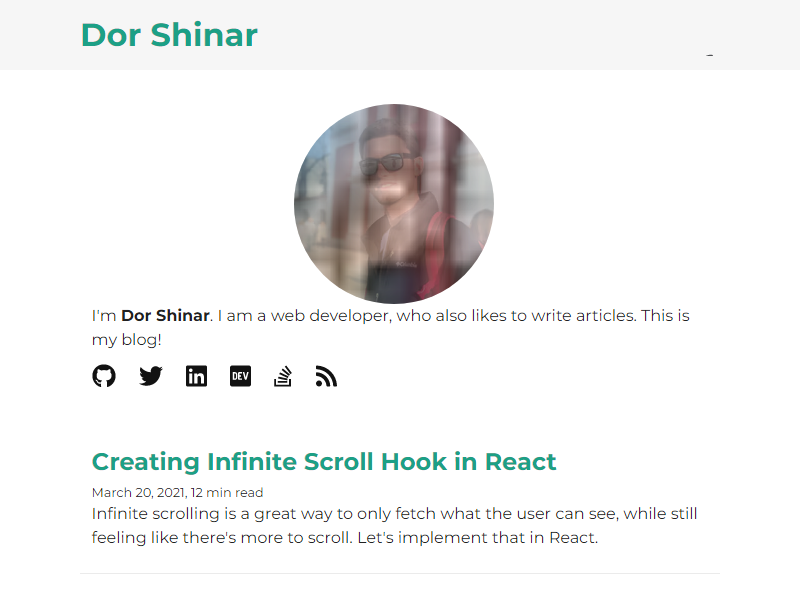 Dor Shinar
I'm Dor Shinar. I am a web developer, who also likes to write articles. This is
my blog!
DEV
Creating Infinite Scroll Hook in React
March 20, 2021, 12 min read
Infinite scrolling is a great way to only fetch what the user can see, while still
feeling like there's more to scroll. Let's implement that in React.